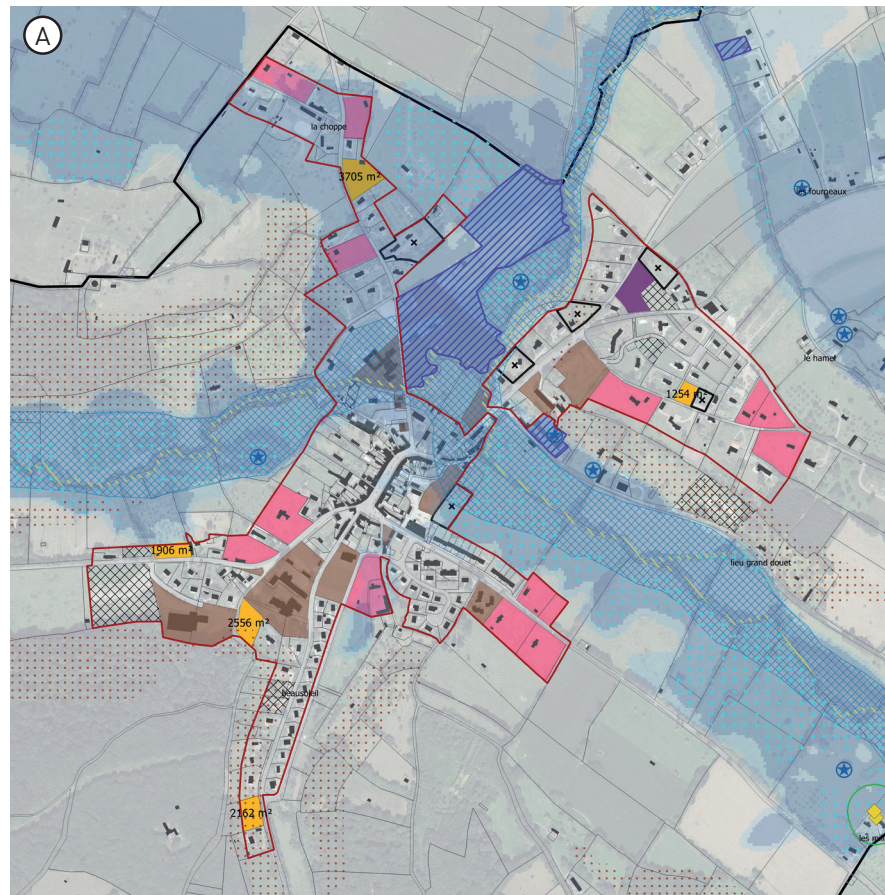 A
la choppe
3705 m²
les fourneaux
le hamel
1254 m²
lieu grand douet
1906 m²
2556 m²
beausoleil
2162 m²